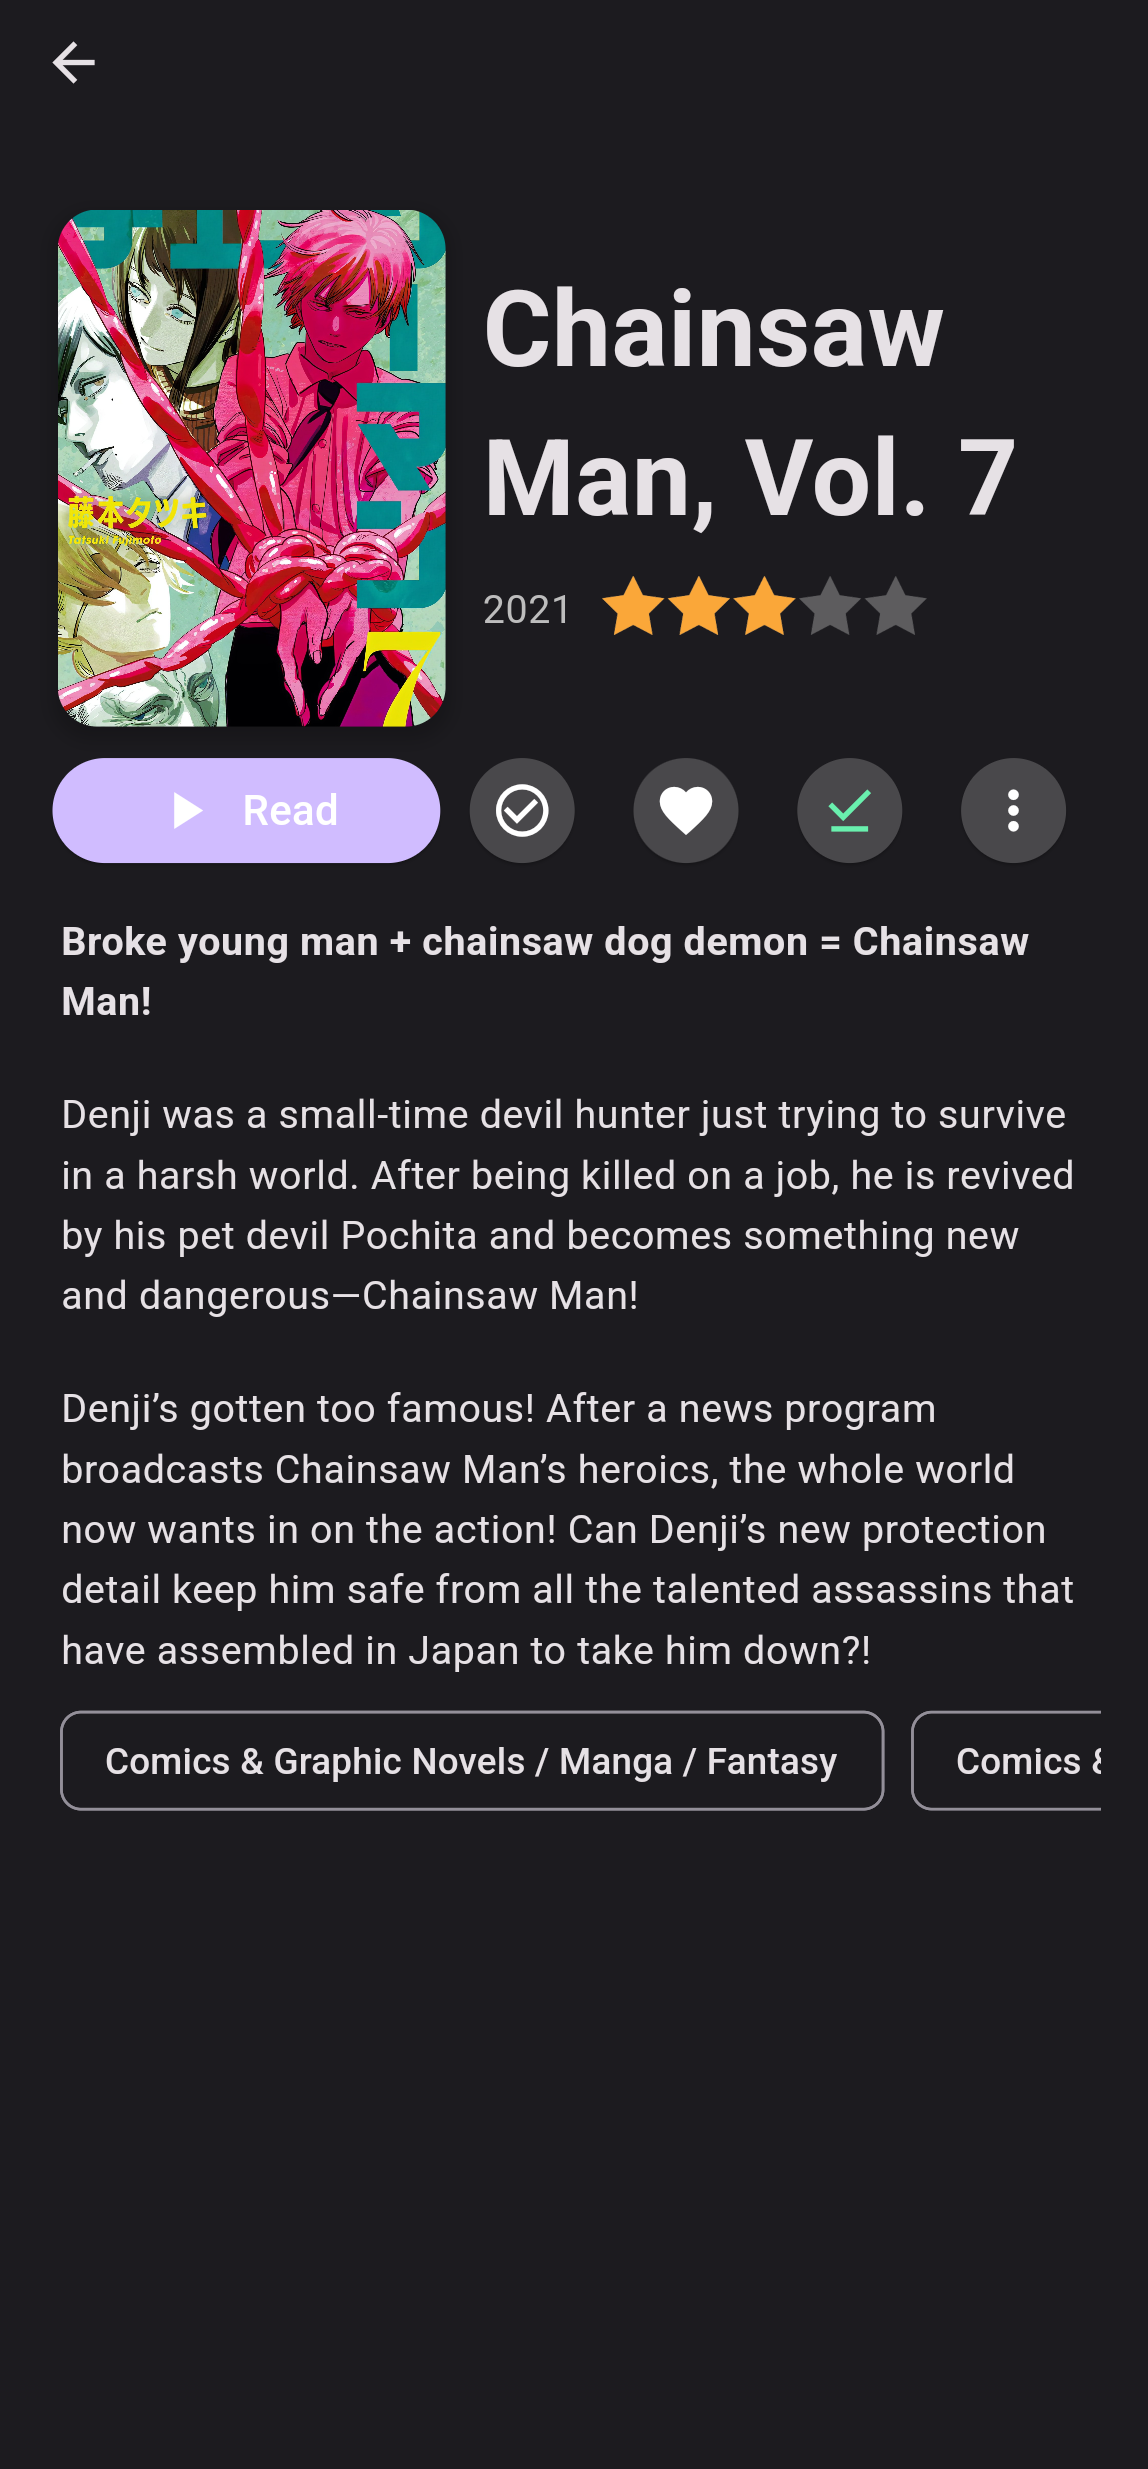 藤本タツキ
Tatsuki Fujimoto
7
Chainsaw
Man, Vol. 7
2021
Read
Broke young man + chainsaw dog demon = Chainsaw
Man!
Denji was a small-time devil hunter just trying to survive
in a harsh world. After being killed on a job, he is revived
by his pet devil Pochita and becomes something new
and dangerous—Chainsaw Man!
Denji’s gotten too famous! After a news program
broadcasts Chainsaw Man’s heroics, the whole world
now wants in on the action! Can Denji’s new protection
detail keep him safe from all the talented assassins that
have assembled in Japan to take him down?!
Comics & Graphic Novels / Manga / Fantasy
Comics &